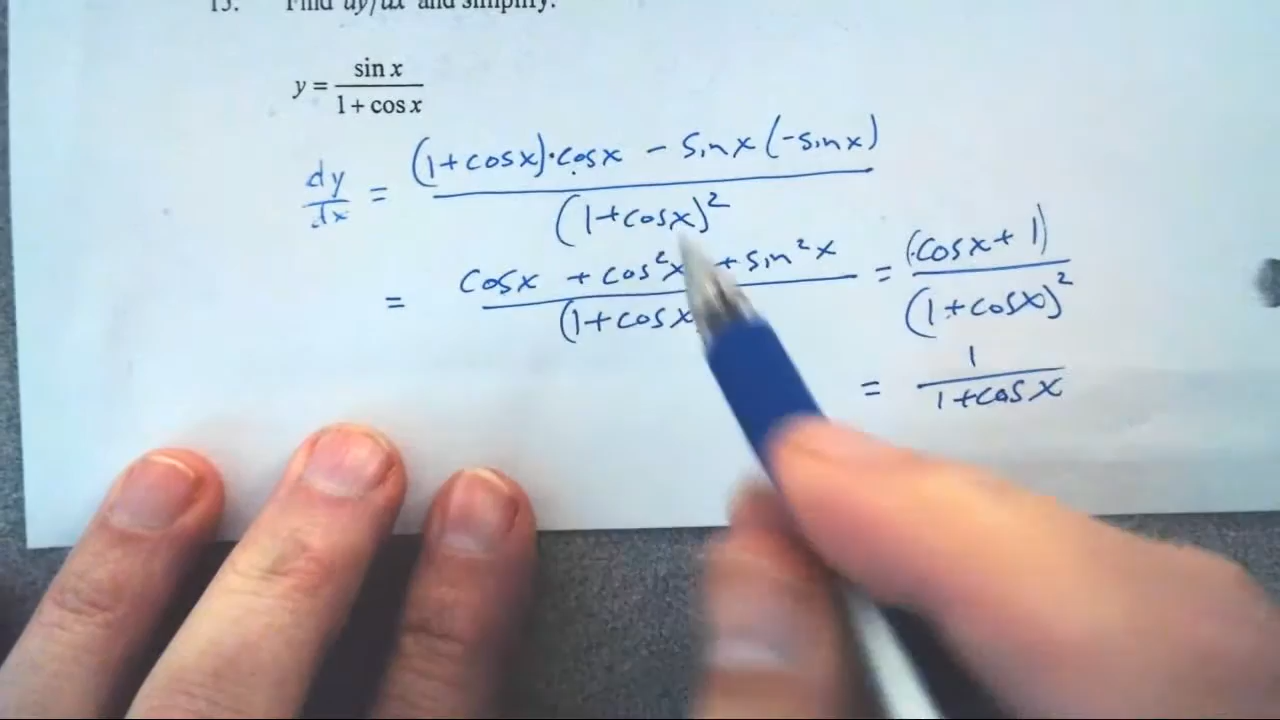 15. Find dy/dx and simplify.
y = sin x / 1 + cos x
dy/dx = (1+cosx)·cosx - sinx(-sinx) / (1+cosx)²
= cosx + cos²x + sin²x / (1+cosx = (cosx+1) / (1+cosx)²
= 1 / 1+cosx